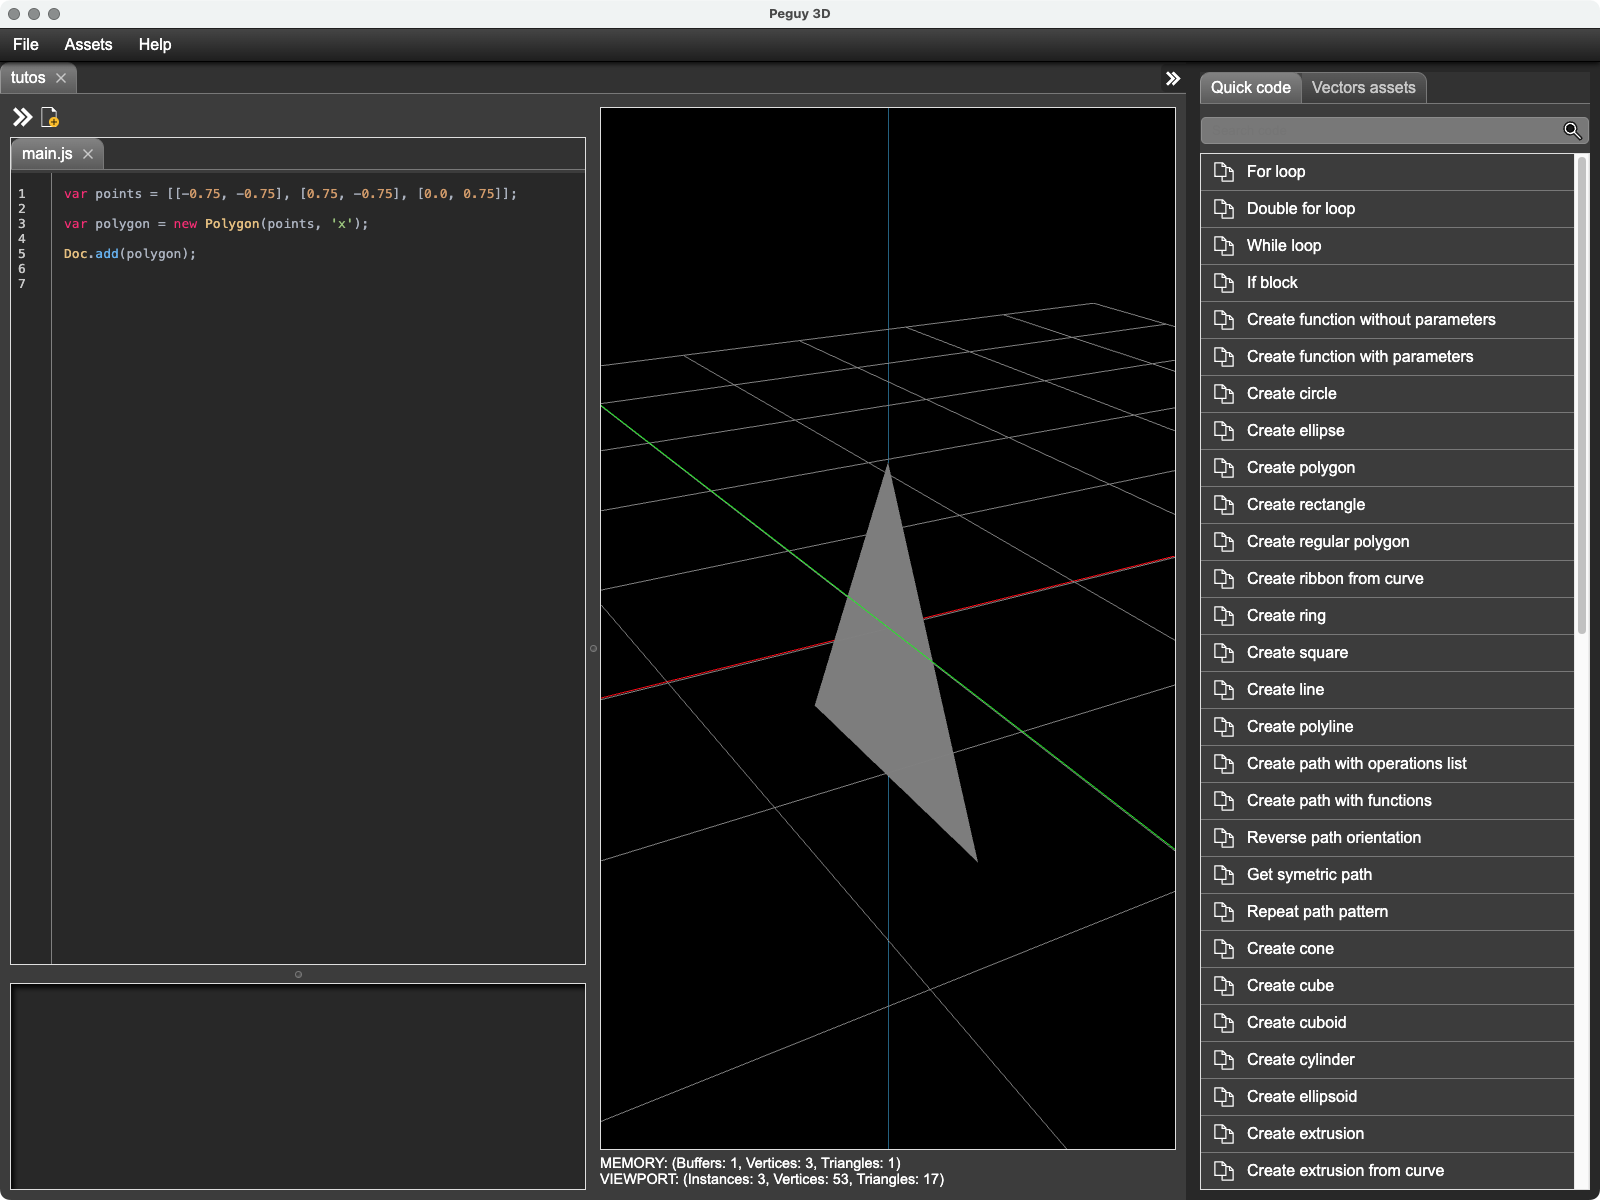 Peguy 3D
File Assets Help
tutos
main.js
1 var points = [[-0.75, -0.75], [0.75, -0.75], [0.0, 0.75]];
2
3 var polygon = new Polygon(points, 'x');
4
5 Doc.add(polygon);
6
7
MEMORY: (Buffers: 1, Vertices: 3, Triangles: 1)
VIEWPORT: (Instances: 3, Vertices: 53, Triangles: 17)
Quick code Vectors assets
For loop
Double for loop
While loop
If block
Create function without parameters
Create function with parameters
Create circle
Create ellipse
Create polygon
Create rectangle
Create regular polygon
Create ribbon from curve
Create ring
Create square
Create line
Create polyline
Create path with operations list
Create path with functions
Reverse path orientation
Get symetric path
Repeat path pattern
Create cone
Create cube
Create cuboid
Create cylinder
Create ellipsoid
Create extrusion
Create extrusion from curve